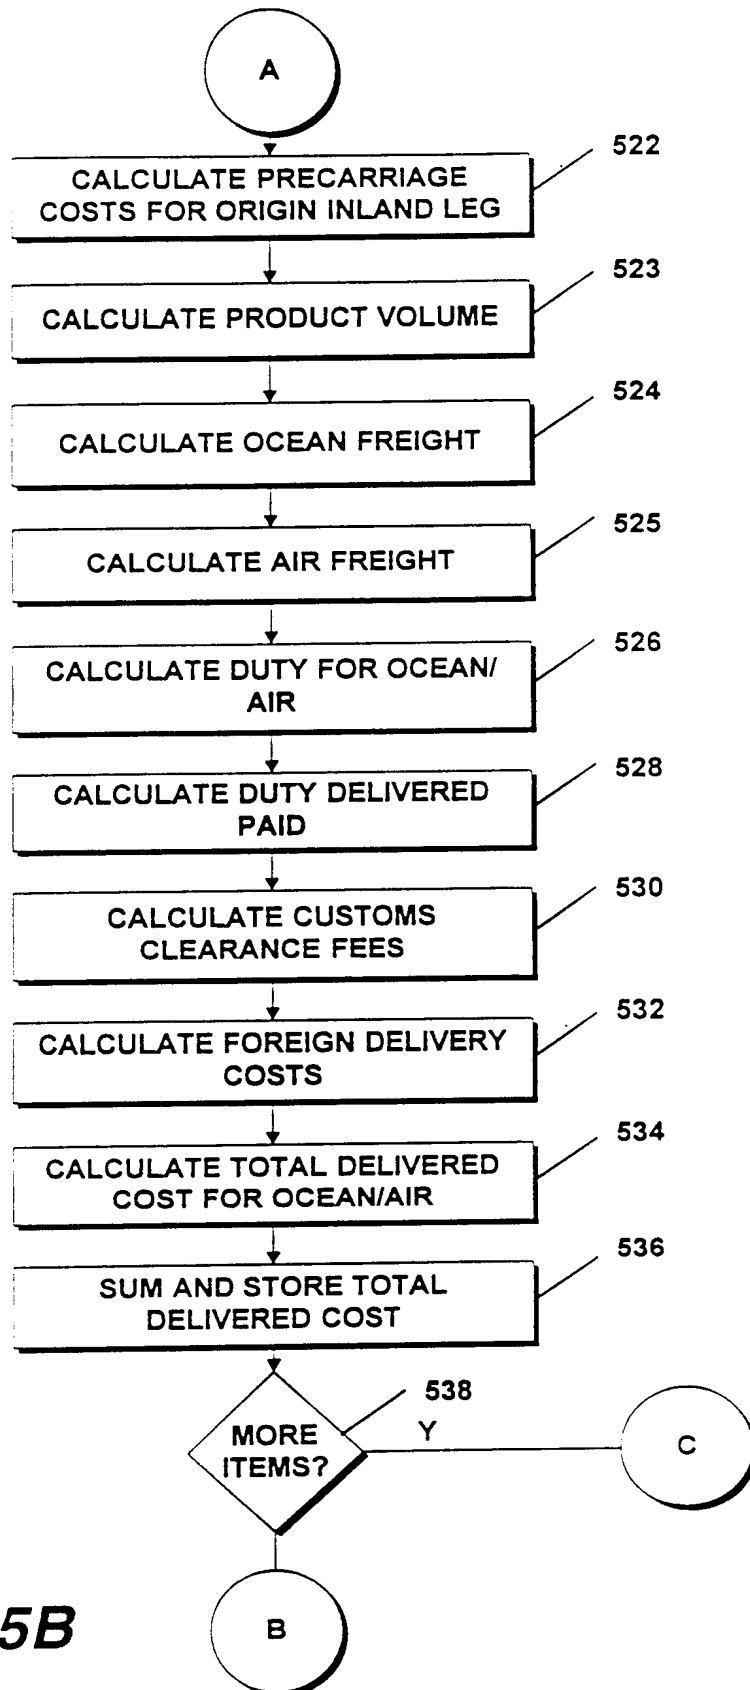 A
522
CALCULATE PRECARRIAGE
COSTS FOR ORIGIN INLAND LEG
523
CALCULATE PRODUCT VOLUME
524
CALCULATE OCEAN FREIGHT
525
CALCULATE AIR FREIGHT
526
CALCULATE DUTY FOR OCEAN/
AIR
528
CALCULATE DUTY DELIVERED
PAID
530
CALCULATE CUSTOMS
CLEARANCE FEES
532
CALCULATE FOREIGN DELIVERY
COSTS
534
CALCULATE TOTAL DELIVERED
COST FOR OCEAN/AIR
536
SUM AND STORE TOTAL
DELIVERED COST
538
MORE
ITEMS?
Y
C
B
5B